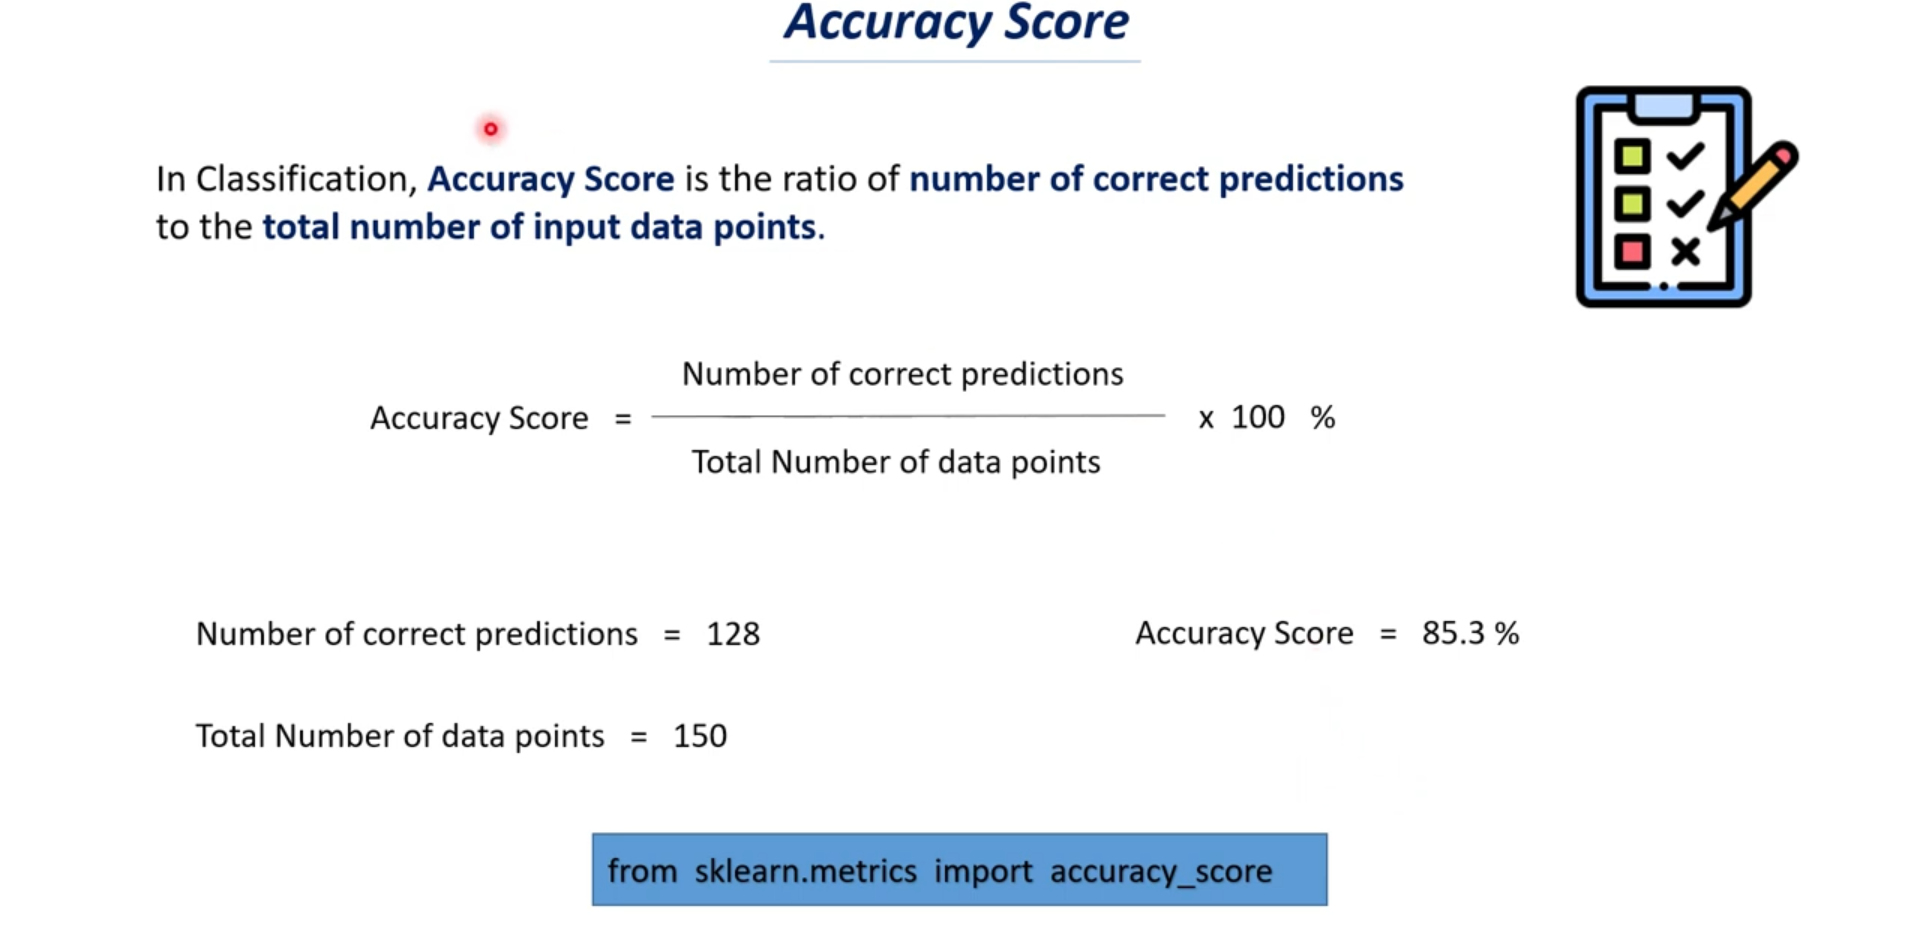 Accuracy Score
In Classification, Accuracy Score is the ratio of number of correct predictions
to the total number of input data points.
Number of correct predictions
Accuracy Score = x 100 %
Total Number of data points
Number of correct predictions = 128
Accuracy Score = 85.3 %
Total Number of data points = 150
from sklearn.metrics import accuracy_score